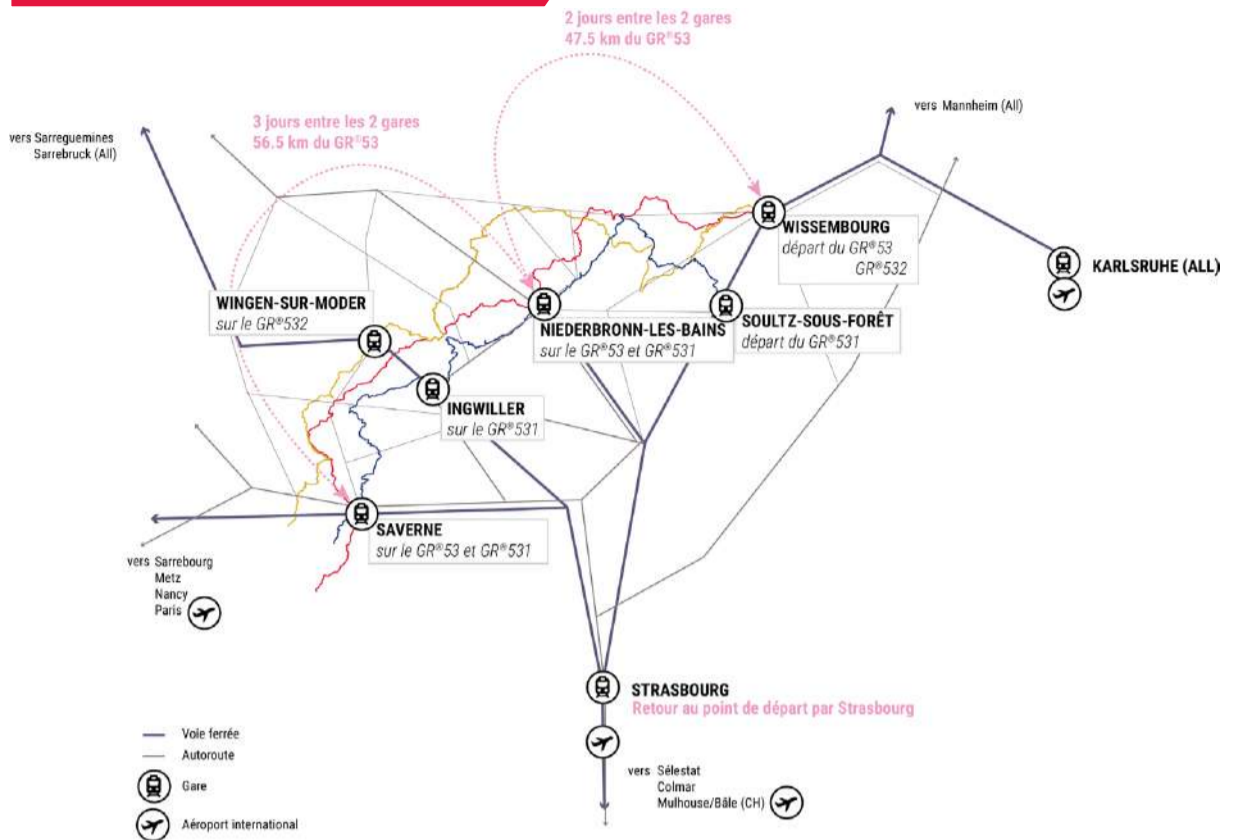 2 jours entre les 2 gares
47.5 km du GR®53
vers Mannheim (All)
3 jours entre les 2 gares
56.5 km du GR®53
vers Sarreguemines
Sarrebruck (All)
WISSEMBOURG
départ du GR®53
GR®532
KARLSRUHE (ALL)
WINGEN-SUR-MODER
sur le GR®532
NIEDERBRONN-LES-BAINS
sur le GR®53 et GR®531
SOULTZ-SOUS-FORÊT
départ du GR®531
INGWILLER
sur le GR®531
SAVERNE
sur le GR®53 et GR®531
vers Sarrebourg
Metz
Nancy
Paris
STRASBOURG
Retour au point de départ par Strasbourg
Voie ferrée
Autoroute
Gare
Aéroport international
vers Sélestat
Colmar
Mulhouse/Bâle (CH)